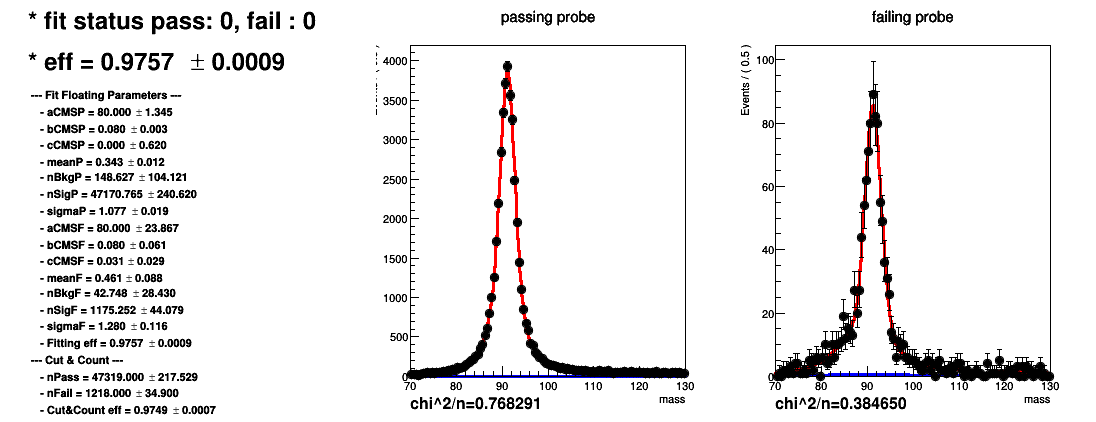 * fit status pass: 0, fail : 0
* eff = 0.9757 ± 0.0009
--- Fit Floating Parameters ---
- aCMSP = 80.000 ± 1.345
- bCMSP = 0.080 ± 0.003
- cCMSP = 0.000 ± 0.620
- meanP = 0.343 ± 0.012
- nBkgP = 148.627 ± 104.121
- nSigP = 47170.765 ± 240.620
- sigmaP = 1.077 ± 0.019
- aCMSF = 80.000 ± 23.867
- bCMSF = 0.080 ± 0.061
- cCMSF = 0.031 ± 0.029
- meanF = 0.461 ± 0.088
- nBkgF = 42.748 ± 28.430
- nSigF = 1175.252 ± 44.079
- sigmaF = 1.280 ± 0.116
- Fitting eff = 0.9757 ± 0.0009
--- Cut & Count ---
- nPass = 47319.000 ± 217.529
- nFail = 1218.000 ± 34.900
- Cut&Count eff = 0.9749 ± 0.0007
passing probe
4000
3500
3000
2500
2000
1500
1000
500
0
70 80 90 100 110 120 130
mass
chi^2/n=0.768291
failing probe
Events / ( 0.5 )
100
80
60
40
20
0
70 80 90 100 110 120 130
mass
chi^2/n=0.384650